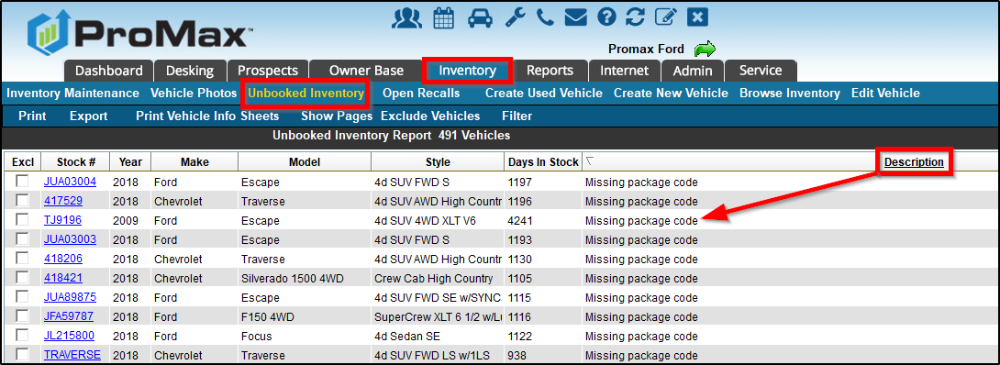 ProMax™
Promax Ford
Dashboard Desking Prospects Owner Base Inventory Reports Internet Admin Service
Inventory Maintenance Vehicle Photos Unbooked Inventory Open Recalls Create Used Vehicle Create New Vehicle Browse Inventory Edit Vehicle
Print Export Print Vehicle Info Sheets Show Pages Exclude Vehicles Filter
Unbooked Inventory Report 491 Vehicles
Excl Stock # Year Make Model Style Days In Stock Description
JUA03004 2018 Ford Escape 4d SUV FWD S 1197 Missing package code
417529 2018 Chevrolet Traverse 4d SUV AWD High Countr 1196 Missing package code
TJ9196 2009 Ford Escape 4d SUV 4WD XLT V6 4241 Missing package code
JUA03003 2018 Ford Escape 4d SUV FWD S 1193 Missing package code
418206 2018 Chevrolet Traverse 4d SUV AWD High Countr 1130 Missing package code
418421 2018 Chevrolet Silverado 1500 4WD Crew Cab High Country 1105 Missing package code
JUA89875 2018 Ford Escape 4d SUV FWD SE w/SYNC 1115 Missing package code
JFA59787 2018 Ford F150 4WD SuperCrew XLT 6 1/2 w/Lu 1116 Missing package code
JL215800 2018 Ford Focus 4d Sedan SE 1122 Missing package code
TRAVERSE 2018 Chevrolet Traverse 4d SUV FWD LS w/1LS 938 Missing package code